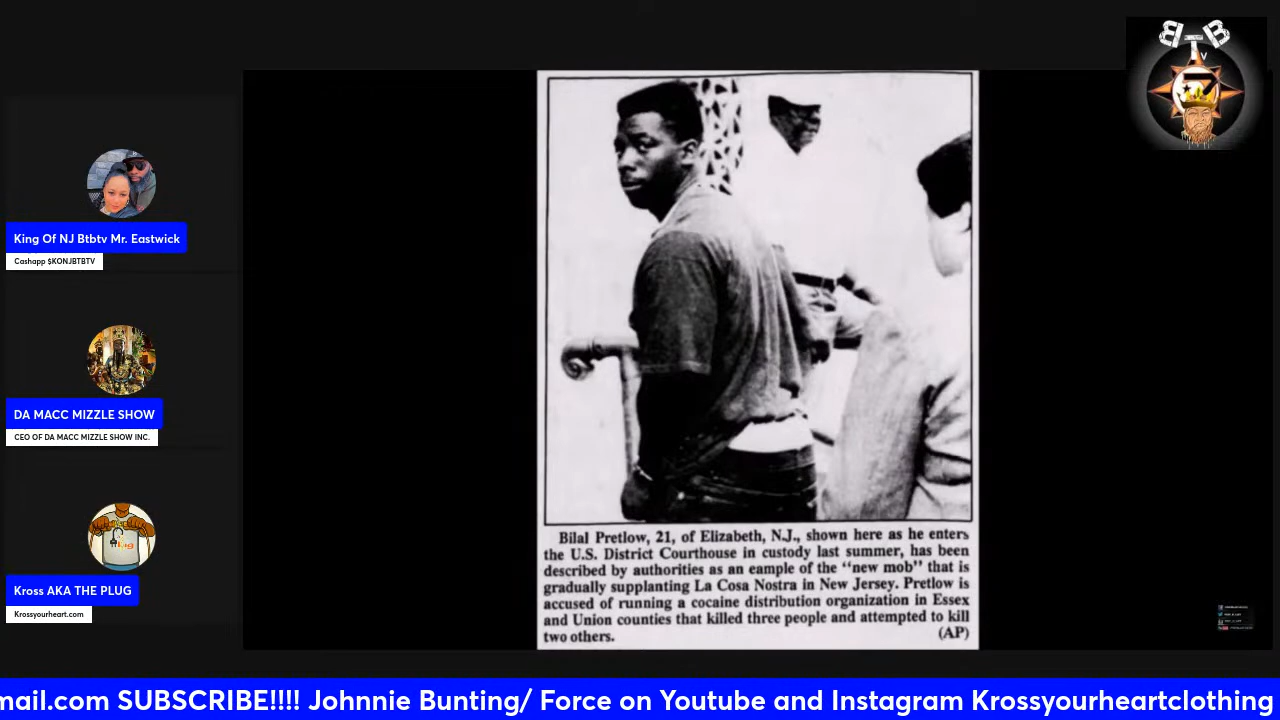 BTB
TV
King Of NJ Btbtv Mr. Eastwick
Cashapp $KONJBTBTV
DA MACC MIZZLE SHOW
CEO OF DA MACC MIZZLE SHOW INC.
Kross AKA THE PLUG
Krossyourheart.com
Bilal Pretlow, 21, of Elizabeth, N.J., shown here as he enters
the U.S. District Courthouse in custody last summer, has been
described by authorities as an eample of the “new mob” that is
gradually supplanting La Cosa Nostra in New Jersey. Pretlow is
accused of running a cocaine distribution organization in Essex
and Union counties that killed three people and attempted to kill
two others. (AP)
mail.com SUBSCRIBE!!!! Johnnie Bunting/ Force on Youtube and Instagram Krossyourheartclothing